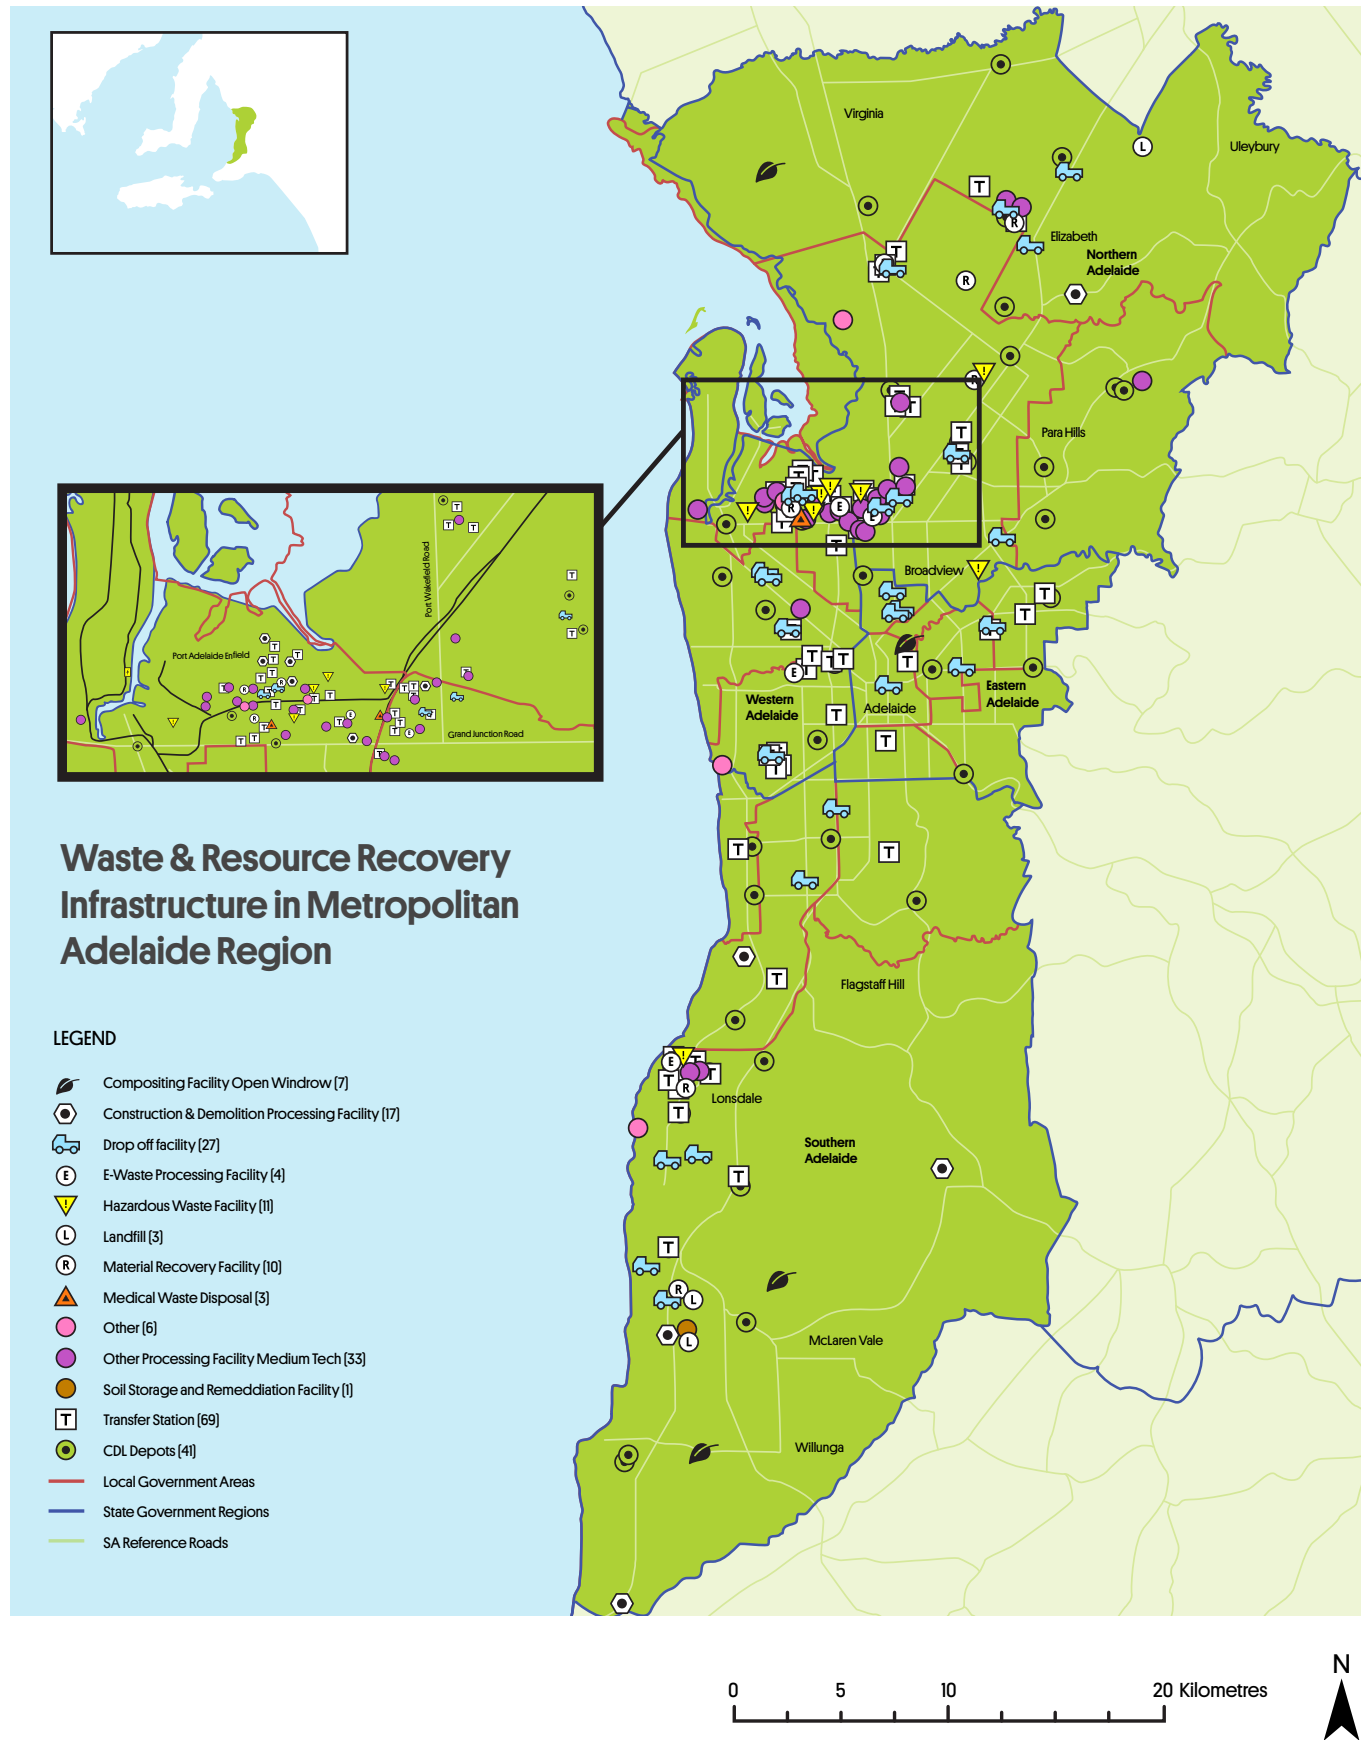 Virginia
Uleybury
Elizabeth
Northern
Adelaide
Para Hills
Broadview
Port Wakefield Road
Port Adelaide Enfield
Grand Junction Road
Western
Adelaide
Adelaide
Eastern
Adelaide
Waste & Resource Recovery
Infrastructure in Metropolitan
Adelaide Region
Flagstaff Hill
Lonsdale
Southern
Adelaide
McLaren Vale
Willunga
LEGEND
Compositing Facility Open Windrow (7)
Construction & Demolition Processing Facility (17)
Drop off facility (27)
E E-Waste Processing Facility (4)
! Hazardous Waste Facility (11)
L Landfill (3)
R Material Recovery Facility (10)
Medical Waste Disposal (3)
Other (6)
Other Processing Facility Medium Tech (33)
Soil Storage and Remeddiation Facility (1)
T Transfer Station (69)
CDL Depots (41)
Local Government Areas
State Government Regions
SA Reference Roads
0 5 10 20 Kilometres
N